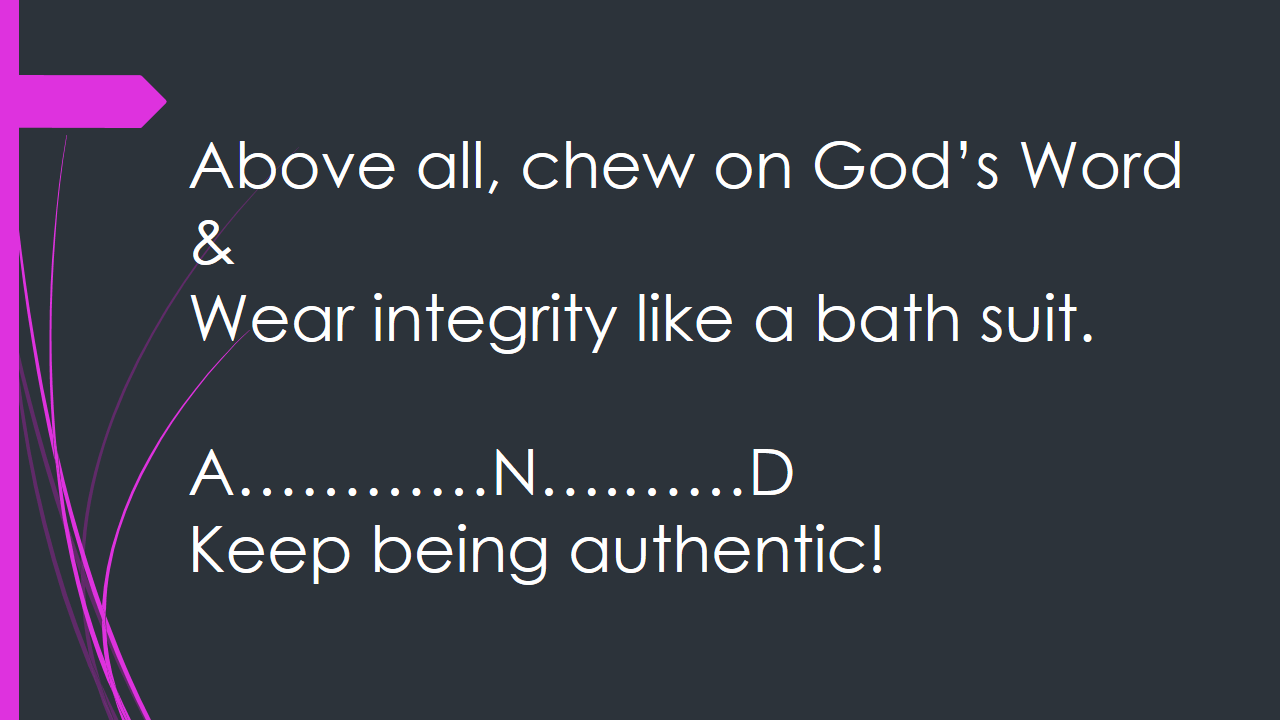 Above all, chew on God’s Word
&
Wear integrity like a bath suit.
A…………N…..……D
Keep being authentic!